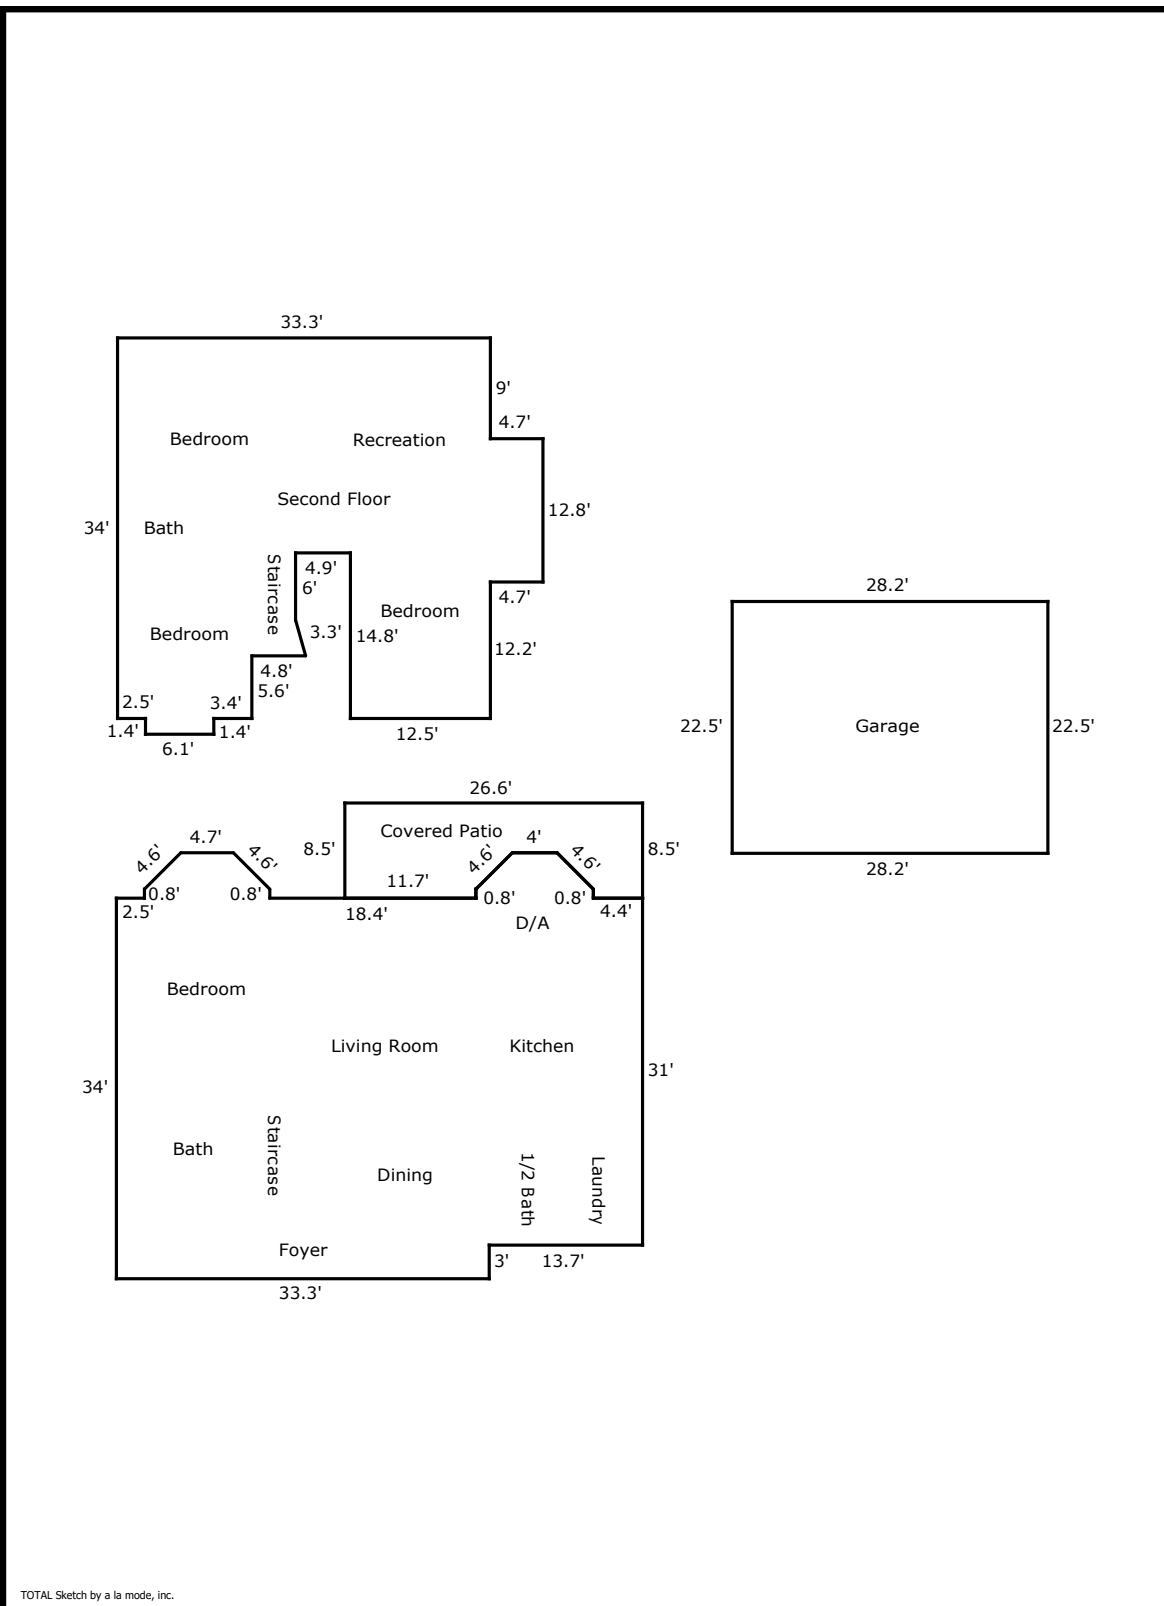 33.3'
9'
4.7'
Bedroom
Recreation
Second Floor
12.8'
34'
Bath
Staircase
4.9'
6'
4.7'
Bedroom
3.3'
14.8'
Bedroom
12.2'
4.8'
5.6'
2.5'
3.4'
1.4'
1.4'
6.1'
12.5'
28.2'
22.5'
Garage
22.5'
28.2'
26.6'
Covered Patio
8.5'
8.5'
4.6'
4.7'
4.6'
4.6'
4'
4.6'
11.7'
0.8'
0.8'
0.8'
0.8'
2.5'
18.4'
4.4'
D/A
Bedroom
Living Room
Kitchen
31'
34'
Bath
Staircase
Dining
1/2 Bath
Laundry
Foyer
3'
13.7'
33.3'
TOTAL Sketch by a la mode, inc.